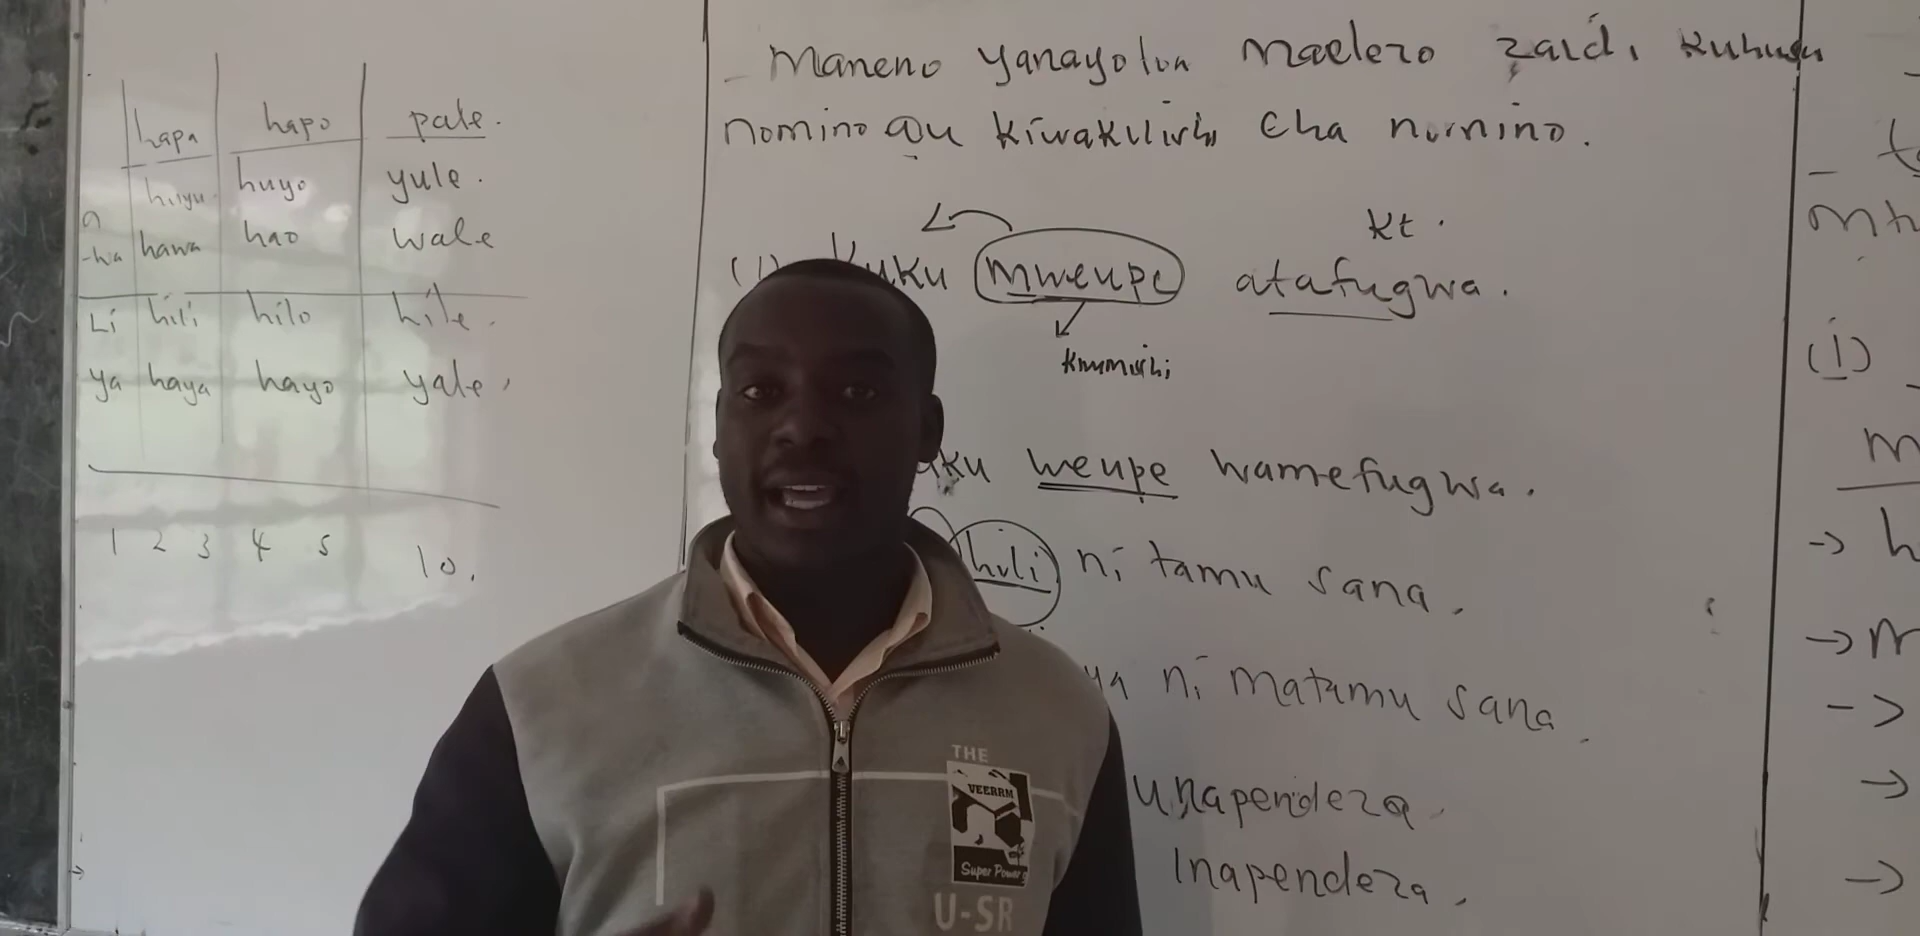 hapa hapo pale.
huyu huyo yule.
a
-wa hawa hao wale
Li hili hilo hile.
ya haya hayo yale,
1 2 3 4 5 10.
- Maneno yanayotoa maelezo zaidi kuhusu
nomino au kiwakilishi cha nomino.
kt.
kuku mweupe atafugwa.
weupe wamefugwa.
hili ni tamu sana.
ni matamu sana.
unapendeza.
Inapendeza.
(i)
THE
VEERRM
Super Power
U-SR